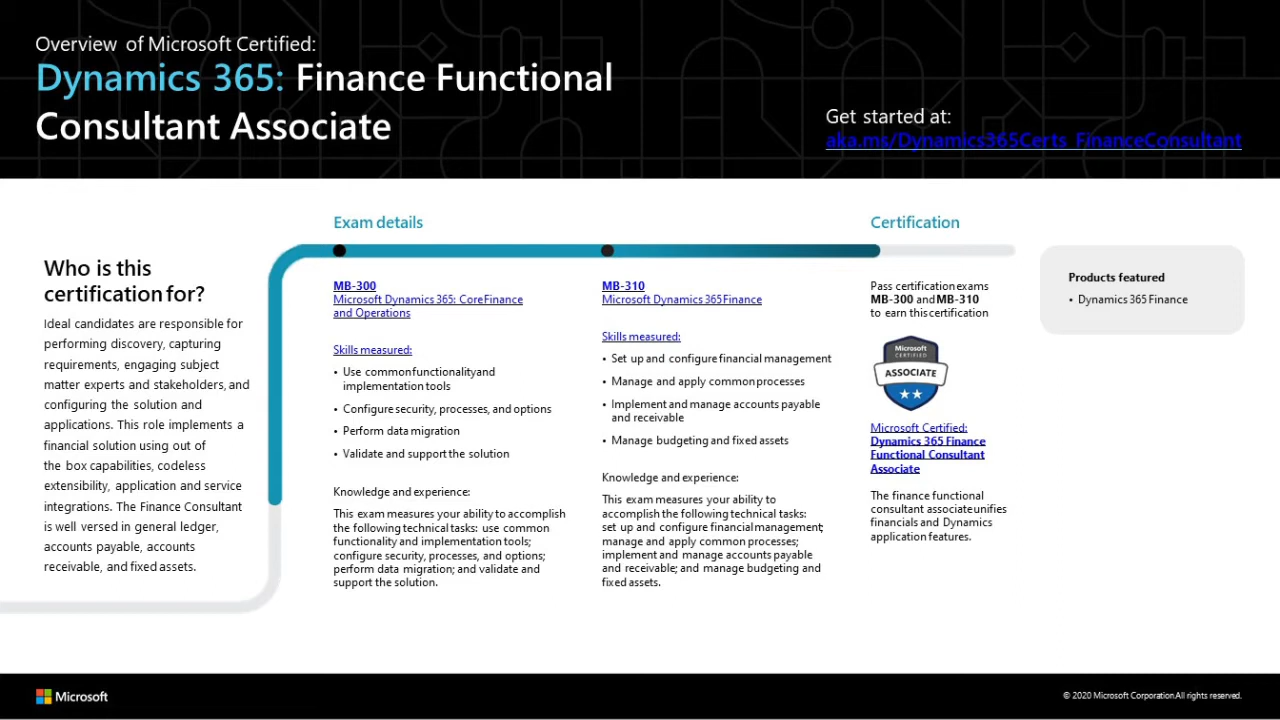 Overview of Microsoft Certified:
Dynamics 365: Finance Functional
Consultant Associate
Get started at:
aka.ms/Dynamics365Certs_FinanceConsultant
Who is this
certification for?
Ideal candidates are responsible for
performing discovery, capturing
requirements, engaging subject
matter experts and stakeholders, and
configuring the solution and
applications. This role implements a
financial solution using out of
the box capabilities, codeless
extensibility, application and service
integrations. The Finance Consultant
is well versed in general ledger,
accounts payable, accounts
receivable, and fixed assets.
Exam details
MB-300
Microsoft Dynamics 365: Core Finance
and Operations
Skills measured:
• Use common functionality and
implementation tools
• Configure security, processes, and options
• Perform data migration
• Validate and support the solution
Knowledge and experience:
This exam measures your ability to accomplish
the following technical tasks: use common
functionality and implementation tools;
configure security, processes, and options;
perform data migration; and validate and
support the solution.
MB-310
Microsoft Dynamics 365 Finance
Skills measured:
• Set up and configure financial management
• Manage and apply common processes
• Implement and manage accounts payable
and receivable
• Manage budgeting and fixed assets
Knowledge and experience:
This exam measures your ability to
accomplish the following technical tasks:
set up and configure financial management;
manage and apply common processes;
implement and manage accounts payable
and receivable; and manage budgeting and
fixed assets.
Certification
Pass certification exams
MB-300 and MB-310
to earn this certification
Microsoft
CERTIFIED
ASSOCIATE
Microsoft Certified:
Dynamics 365 Finance
Functional Consultant
Associate
The finance functional
consultant associate unifies
financials and Dynamics
application features.
Products featured
• Dynamics 365 Finance
Microsoft
© 2020 Microsoft Corporation All rights reserved.